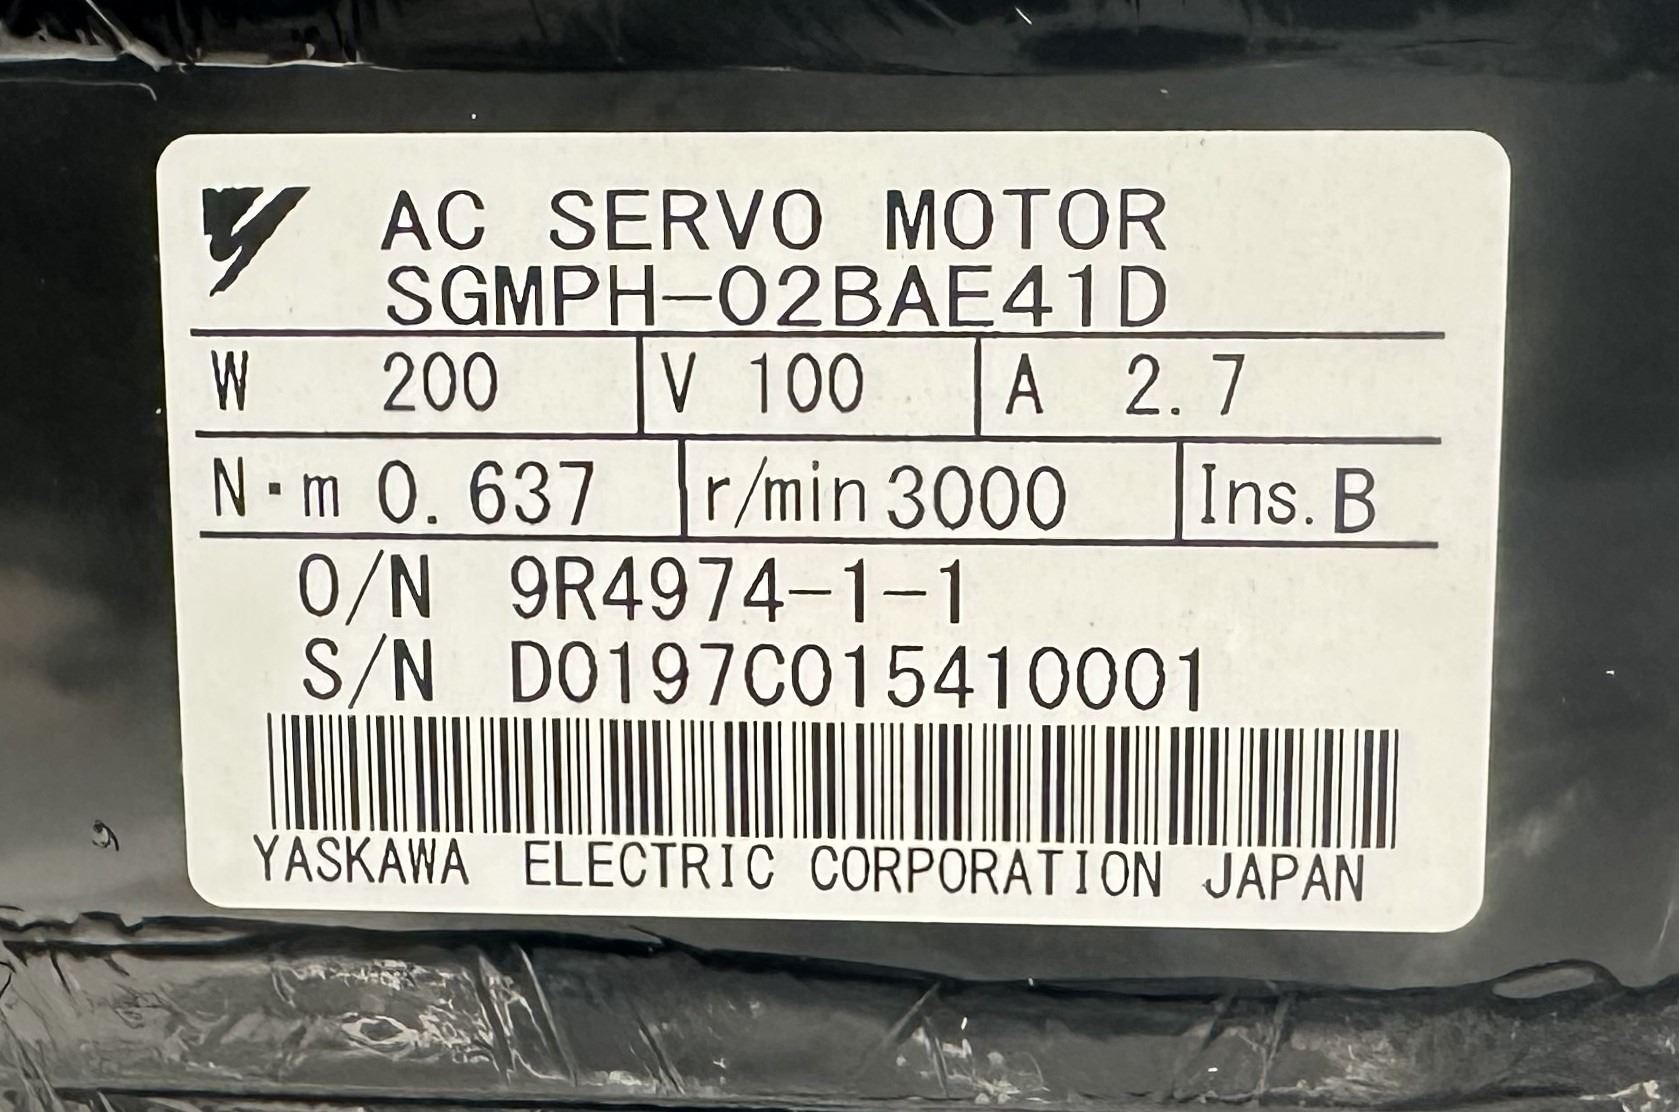 AC SERVO MOTOR
SGMPH-02BAE41D
W 200 V 100 A 2.7
N·m 0.637 r/min 3000 Ins. B
O/N 9R4974-1-1
S/N D0197C015410001
YASKAWA ELECTRIC CORPORATION JAPAN